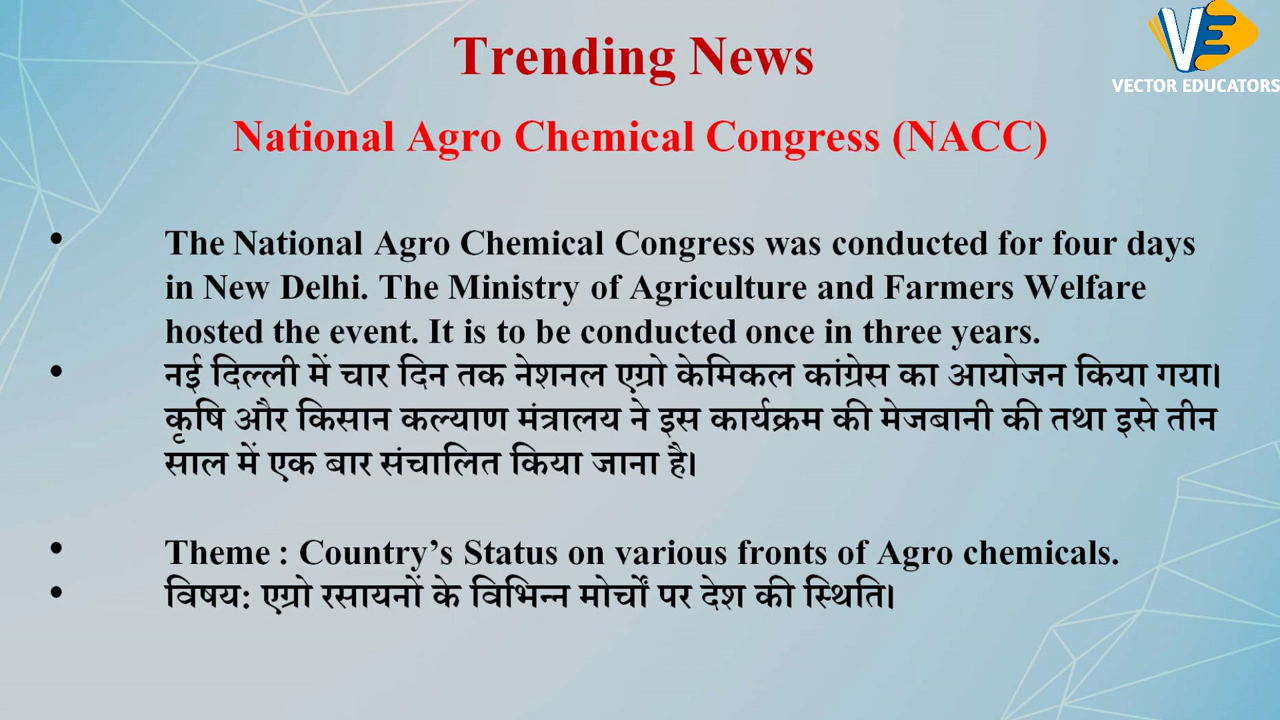 VE
VECTOR EDUCATORS
Trending News
National Agro Chemical Congress (NACC)
• The National Agro Chemical Congress was conducted for four days
in New Delhi. The Ministry of Agriculture and Farmers Welfare
hosted the event. It is to be conducted once in three years.
• नई दिल्ली में चार दिन तक नेशनल एग्रो केमिकल कांग्रेस का आयोजन किया गया।
कृषि और किसान कल्याण मंत्रालय ने इस कार्यक्रम की मेजबानी की तथा इसे तीन
साल में एक बार संचालित किया जाना है।
• Theme : Country’s Status on various fronts of Agro chemicals.
• विषय: एग्रो रसायनों के विभिन्न मोर्चों पर देश की स्थिति।